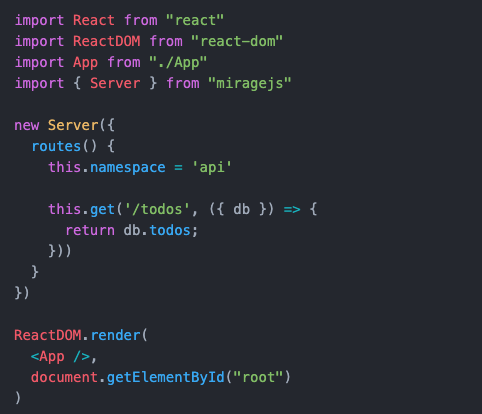 import React from "react"
import ReactDOM from "react-dom"
import App from "./App"
import { Server } from "miragejs"

new Server({
  routes() {
    this.namespace = 'api'

    this.get('/todos', ({ db }) => {
      return db.todos;
    }))
  }
})

ReactDOM.render(
  <App />,
  document.getElementById("root")
)